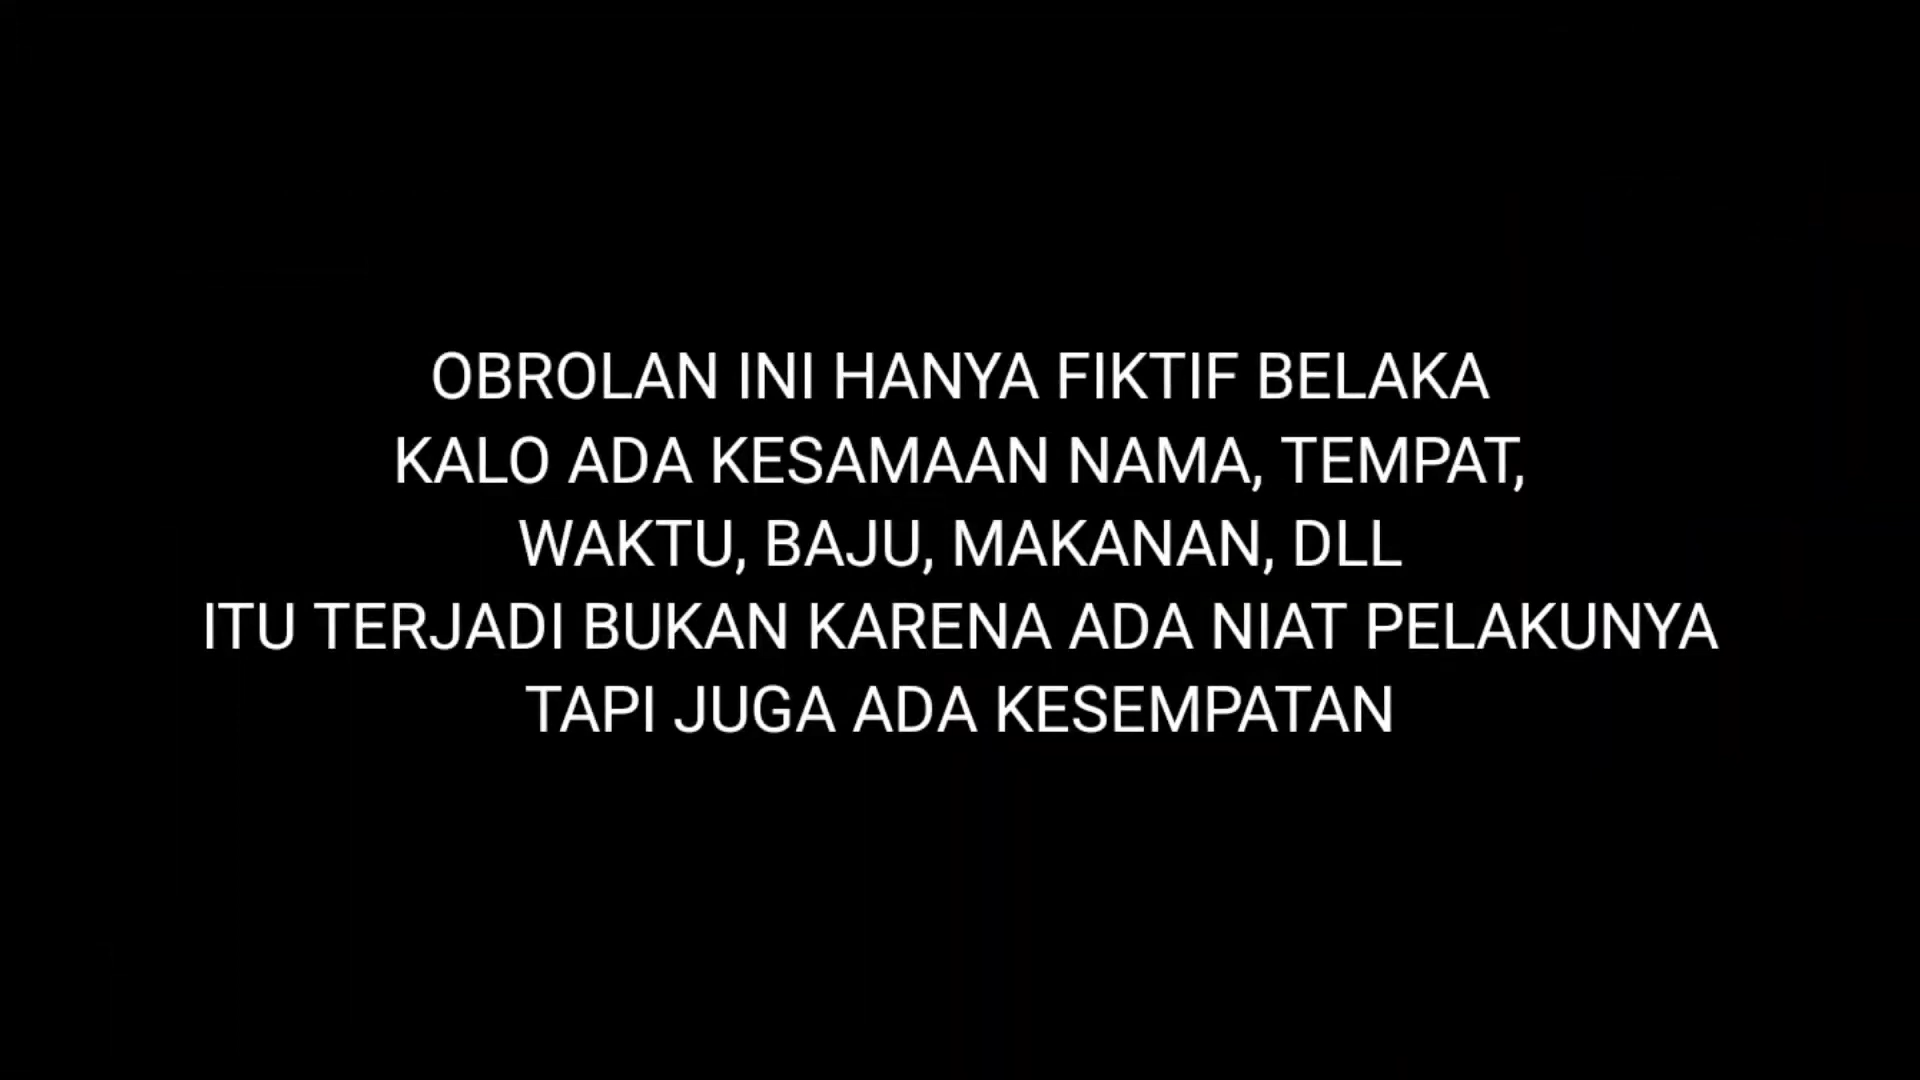 OBROLAN INI HANYA FIKTIF BELAKA
KALO ADA KESAMAAN NAMA, TEMPAT,
WAKTU, BAJU, MAKANAN, DLL
ITU TERJADI BUKAN KARENA ADA NIAT PELAKUNYA
TAPI JUGA ADA KESEMPATAN